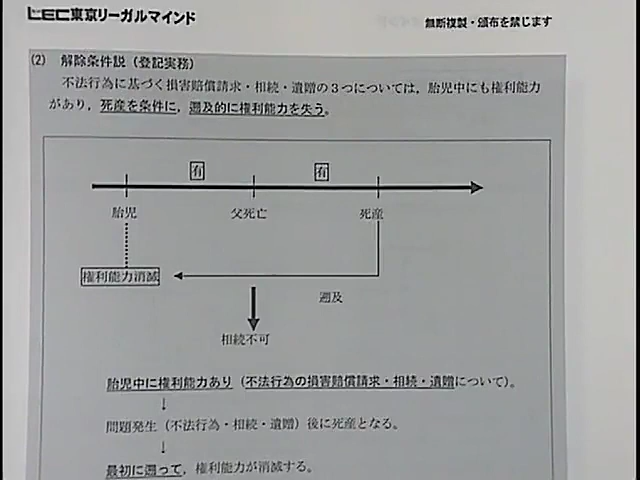 LEC東京リーガルマインド
無断複製・頒布を禁じます
(2) 解除条件説（登記実務）
不法行為に基づく損害賠償請求・相続・遺贈の3つについては，胎児中にも権利能力
があり，死産を条件に，遡及的に権利能力を失う。
有 有
胎児 父死亡 死産
権利能力消滅
遡及
相続不可
胎児中に権利能力あり（不法行為の損害賠償請求・相続・遺贈について）。
↓
問題発生（不法行為・相続・遺贈）後に死産となる。
↓
最初に遡って，権利能力が消滅する。